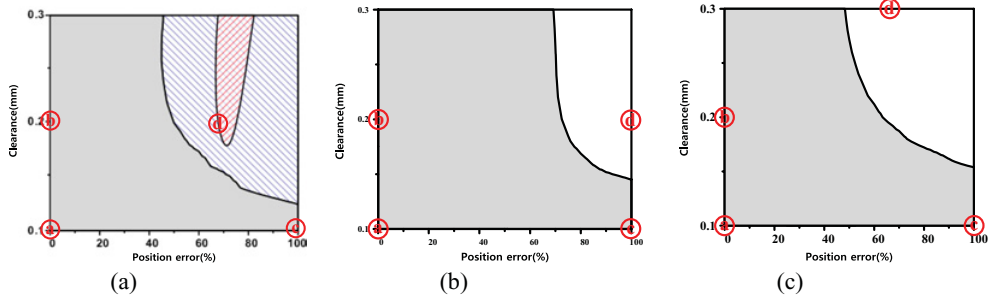 0.3
0.2
0.1
Clearance(mm)
b
a
d
c
0 20 40 60 80 100
Position error(%)
(a)
0.3
0.2
0.1
Clearance(mm)
b
a
d
c
0 20 40 60 80 100
Position error(%)
(b)
0.3
0.2
0.1
Clearance(mm)
b
a
d
c
0 20 40 60 80 100
Position error(%)
(c)